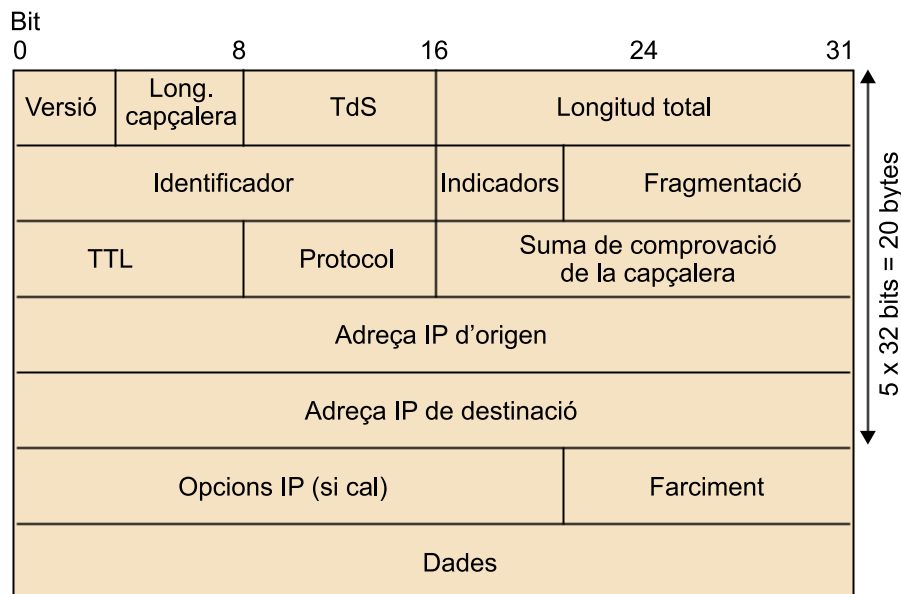 Bit
0 8 16 24 31
Versió
Long.
capçalera
TdS
Longitud total
Identificador
Indicadors
Fragmentació
TTL
Protocol
Suma de comprovació
de la capçalera
Adreça IP d’origen
Adreça IP de destinació
Opcions IP (si cal)
Farciment
Dades
5 x 32 bits = 20 bytes